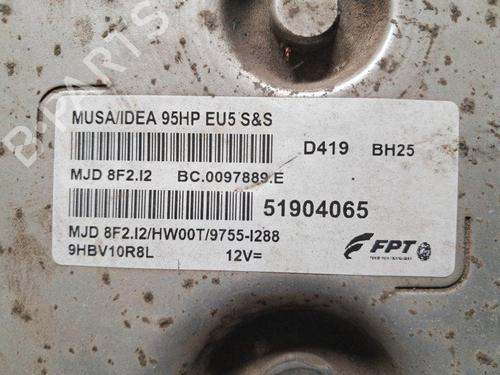 MUSA/IDEA 95HP EU5 S&S
D419 BH25
MJD 8F2.I2 BC.0097889.E
51904065
MJD 8F2.I2/HW00T/9755-I288
9HBV10R8L 12V=
FPT
B-PARTS